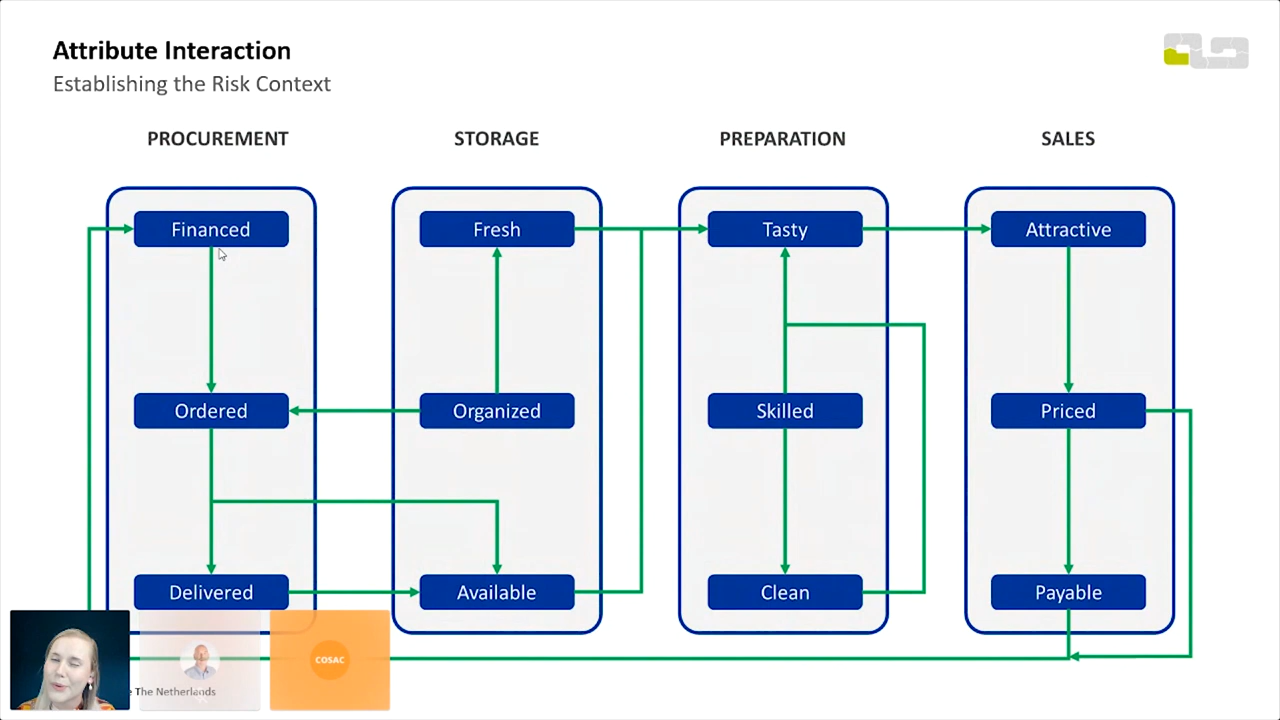 Attribute Interaction
Establishing the Risk Context
PROCUREMENT STORAGE PREPARATION SALES
Financed Fresh Tasty Attractive
Ordered Organized Skilled Priced
Delivered Available Clean Payable
COSAC
The Netherlands